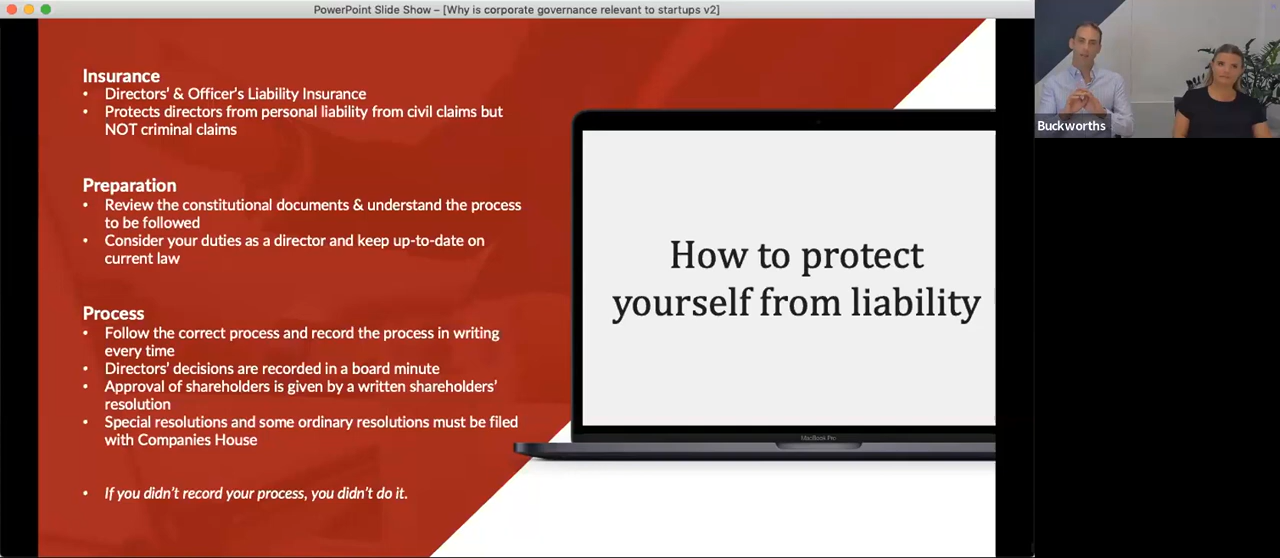 PowerPoint Slide Show – [Why is corporate governance relevant to startups v2]
Insurance
• Directors' & Officer's Liability Insurance
• Protects directors from personal liability from civil claims but
NOT criminal claims
Preparation
• Review the constitutional documents & understand the process
to be followed
• Consider your duties as a director and keep up-to-date on
current law
Process
• Follow the correct process and record the process in writing
every time
• Directors' decisions are recorded in a board minute
• Approval of shareholders is given by a written shareholders'
resolution
• Special resolutions and some ordinary resolutions must be filed
with Companies House
• If you didn't record your process, you didn't do it.
How to protect
yourself from liability
MacBook Pro
Buckworths